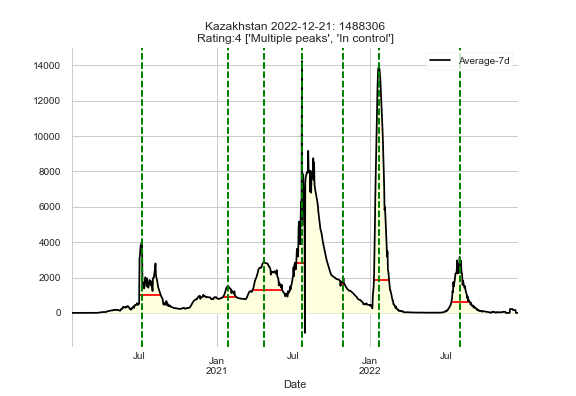 Kazakhstan 2022-12-21: 1488306
Rating:4 ['Multiple peaks', 'In control']
Average-7d
14000
12000
10000
8000
6000
4000
2000
0
Jul
Jan
2021
Jul
Jan
2022
Jul
Date